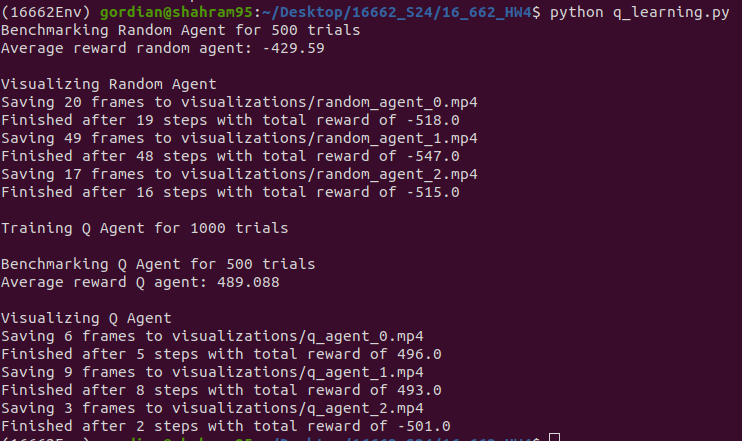 (16662Env) gordian@shahram95:~/Desktop/16662_S24/16_662_HW4$ python q_learning.py
Benchmarking Random Agent for 500 trials
Average reward random agent: -429.59
Visualizing Random Agent
Saving 20 frames to visualizations/random_agent_0.mp4
Finished after 19 steps with total reward of -518.0
Saving 49 frames to visualizations/random_agent_1.mp4
Finished after 48 steps with total reward of -547.0
Saving 17 frames to visualizations/random_agent_2.mp4
Finished after 16 steps with total reward of -515.0
Training Q Agent for 1000 trials
Benchmarking Q Agent for 500 trials
Average reward Q agent: 489.088
Visualizing Q Agent
Saving 6 frames to visualizations/q_agent_0.mp4
Finished after 5 steps with total reward of 496.0
Saving 9 frames to visualizations/q_agent_1.mp4
Finished after 8 steps with total reward of 493.0
Saving 3 frames to visualizations/q_agent_2.mp4
Finished after 2 steps with total reward of -501.0
(16662Env) gordian@shahram95:~/Desktop/16662_S24/16_662_HW4$